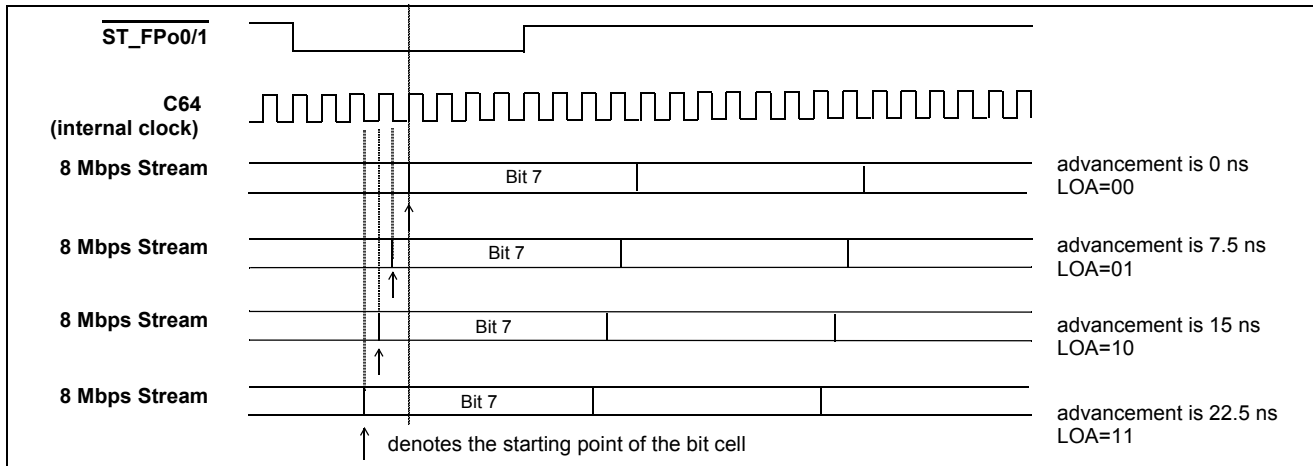 ST_FPo0/1
C64
(internal clock)
8 Mbps Stream
Bit 7
advancement is 0 ns
LOA=00
8 Mbps Stream
Bit 7
advancement is 7.5 ns
LOA=01
8 Mbps Stream
Bit 7
advancement is 15 ns
LOA=10
8 Mbps Stream
Bit 7
advancement is 22.5 ns
LOA=11
denotes the starting point of the bit cell